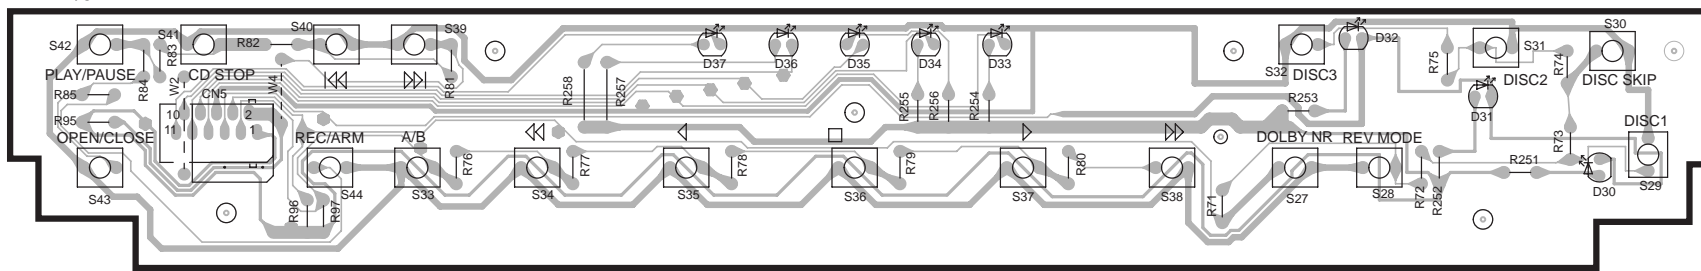 S42
S41
R83
R82
S40
S39
D37
D36
D35
D34
D33
S32
D32
R75
S31
R74
S30
PLAY/PAUSE
R84
W2
CD STOP
W4
R81
R258
R257
DISC3
DISC2
DISC SKIP
R85
CN5
R255
R256
R254
R253
D31
R95
10
2
11
1
OPEN/CLOSE
REC/ARM
A/B
DOLBY NR
REV MODE
R73
DISC1
R76
R77
R78
R79
R80
R251
S43
R96
R97
S44
S33
S34
S35
S36
S37
S38
R71
S27
S28
R72
R252
D30
S29